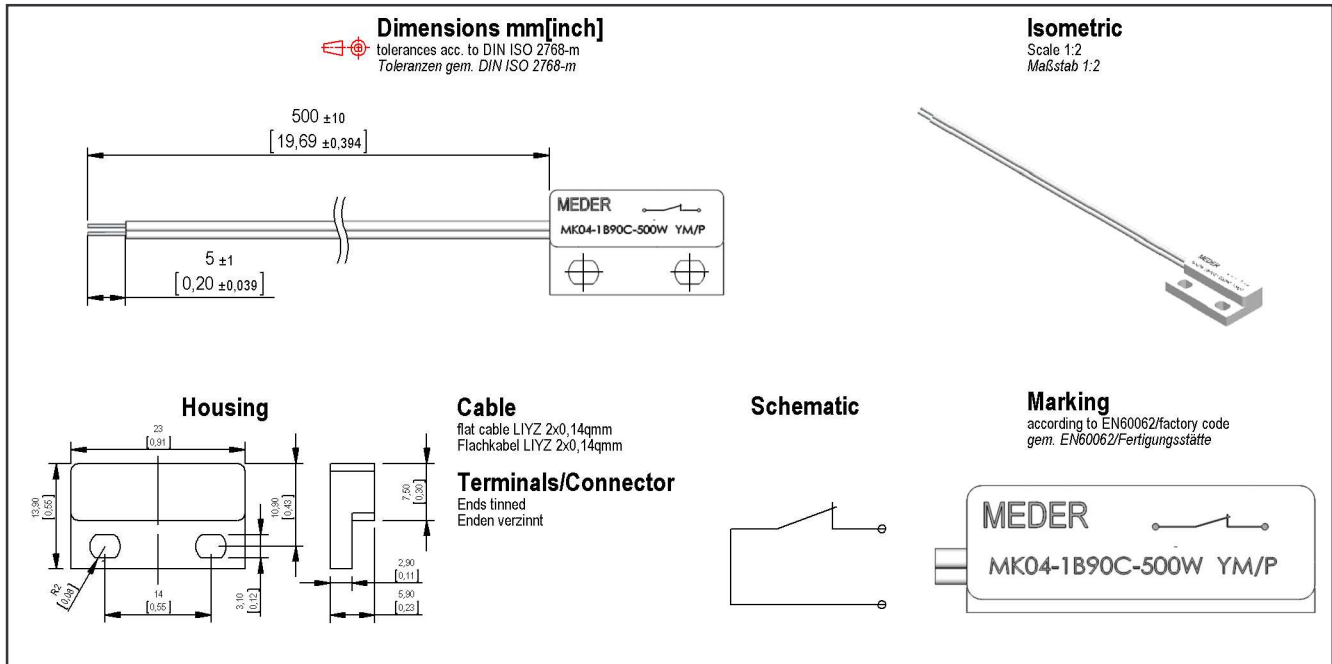 Dimensions mm[inch]
tolerances acc. to DIN ISO 2768-m
Toleranzen gem. DIN ISO 2768-m
Isometric
Scale 1:2
Maßstab 1:2
500 ±10
[19,69 ±0,394]
5 ±1
[0,20 ±0,039]
MEDER
MK04-1B90C-500W YM/P
MEDER
MK04-1B90C-500W YM/P
Housing
23
[0,91]
13,90
[0,55]
10,90
[0,43]
R2
[0,08]
14
[0,55]
3,10
[0,12]
7,50
[0,30]
2,90
[0,11]
5,90
[0,23]
Cable
flat cable LIYZ 2x0,14qmm
Flachkabel LIYZ 2x0,14qmm
Terminals/Connector
Ends tinned
Enden verzinnt
Schematic
Marking
according to EN60062/factory code
gem. EN60062/Fertigungsstätte
MEDER
MK04-1B90C-500W YM/P